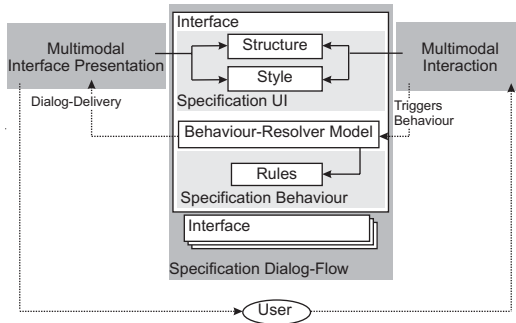 Interface
Multimodal
Interface Presentation
Structure
Style
Specification UI
Multimodal
Interaction
Dialog-Delivery
Triggers
Behaviour
Behaviour-Resolver Model
Rules
Specification Behaviour
Interface
Specification Dialog-Flow
User